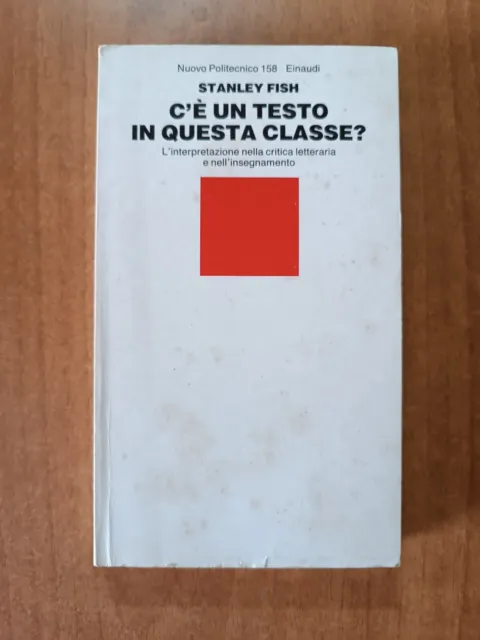 Nuovo Politecnico 158 Einaudi
STANLEY FISH
C'È UN TESTO
IN QUESTA CLASSE?
L'interpretazione nella critica letteraria
e nell'insegnamento